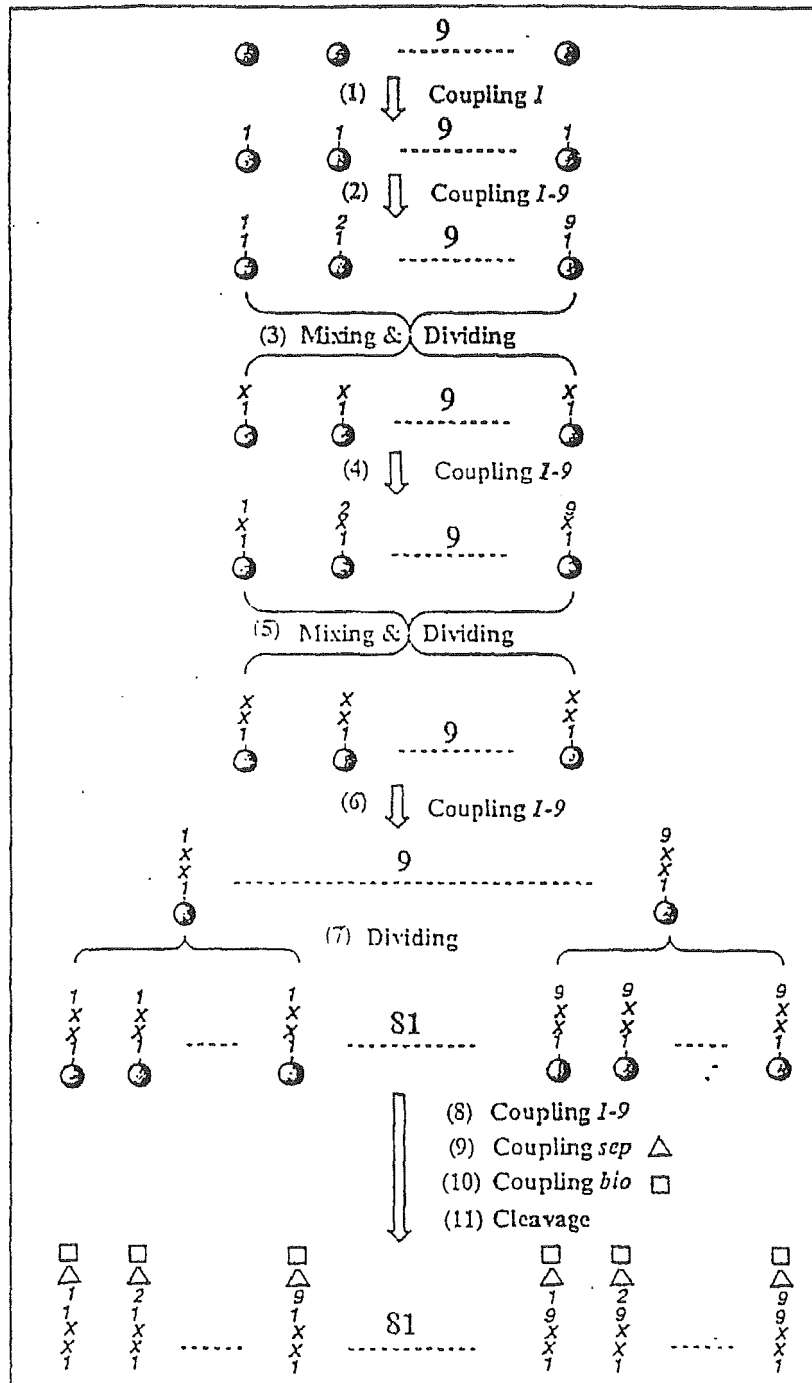 9
(1) Coupling 1
1 1 9 1
(2) Coupling 1-9
1 2 9 9
1 1 1
(3) Mixing & Dividing
X X 9 X
1 1 1
(4) Coupling 1-9
1 2 9
X X X
1 1 9 1
(5) Mixing & Dividing
X X X
X X X
1 1 9 1
(6) Coupling 1-9
1 9 9
X X
X X
1 1
(7) Dividing
1 1 1 9 9 9
X X X X X X
X X X 81 X X X
1 1 1 1 1 1
(8) Coupling 1-9
(9) Coupling sep
(10) Coupling bio
(11) Cleavage
1 2 9 1 2 9
1 1 1 9 9 9
X X X X X X
X X X 81 X X X
1 1 1 1 1 1